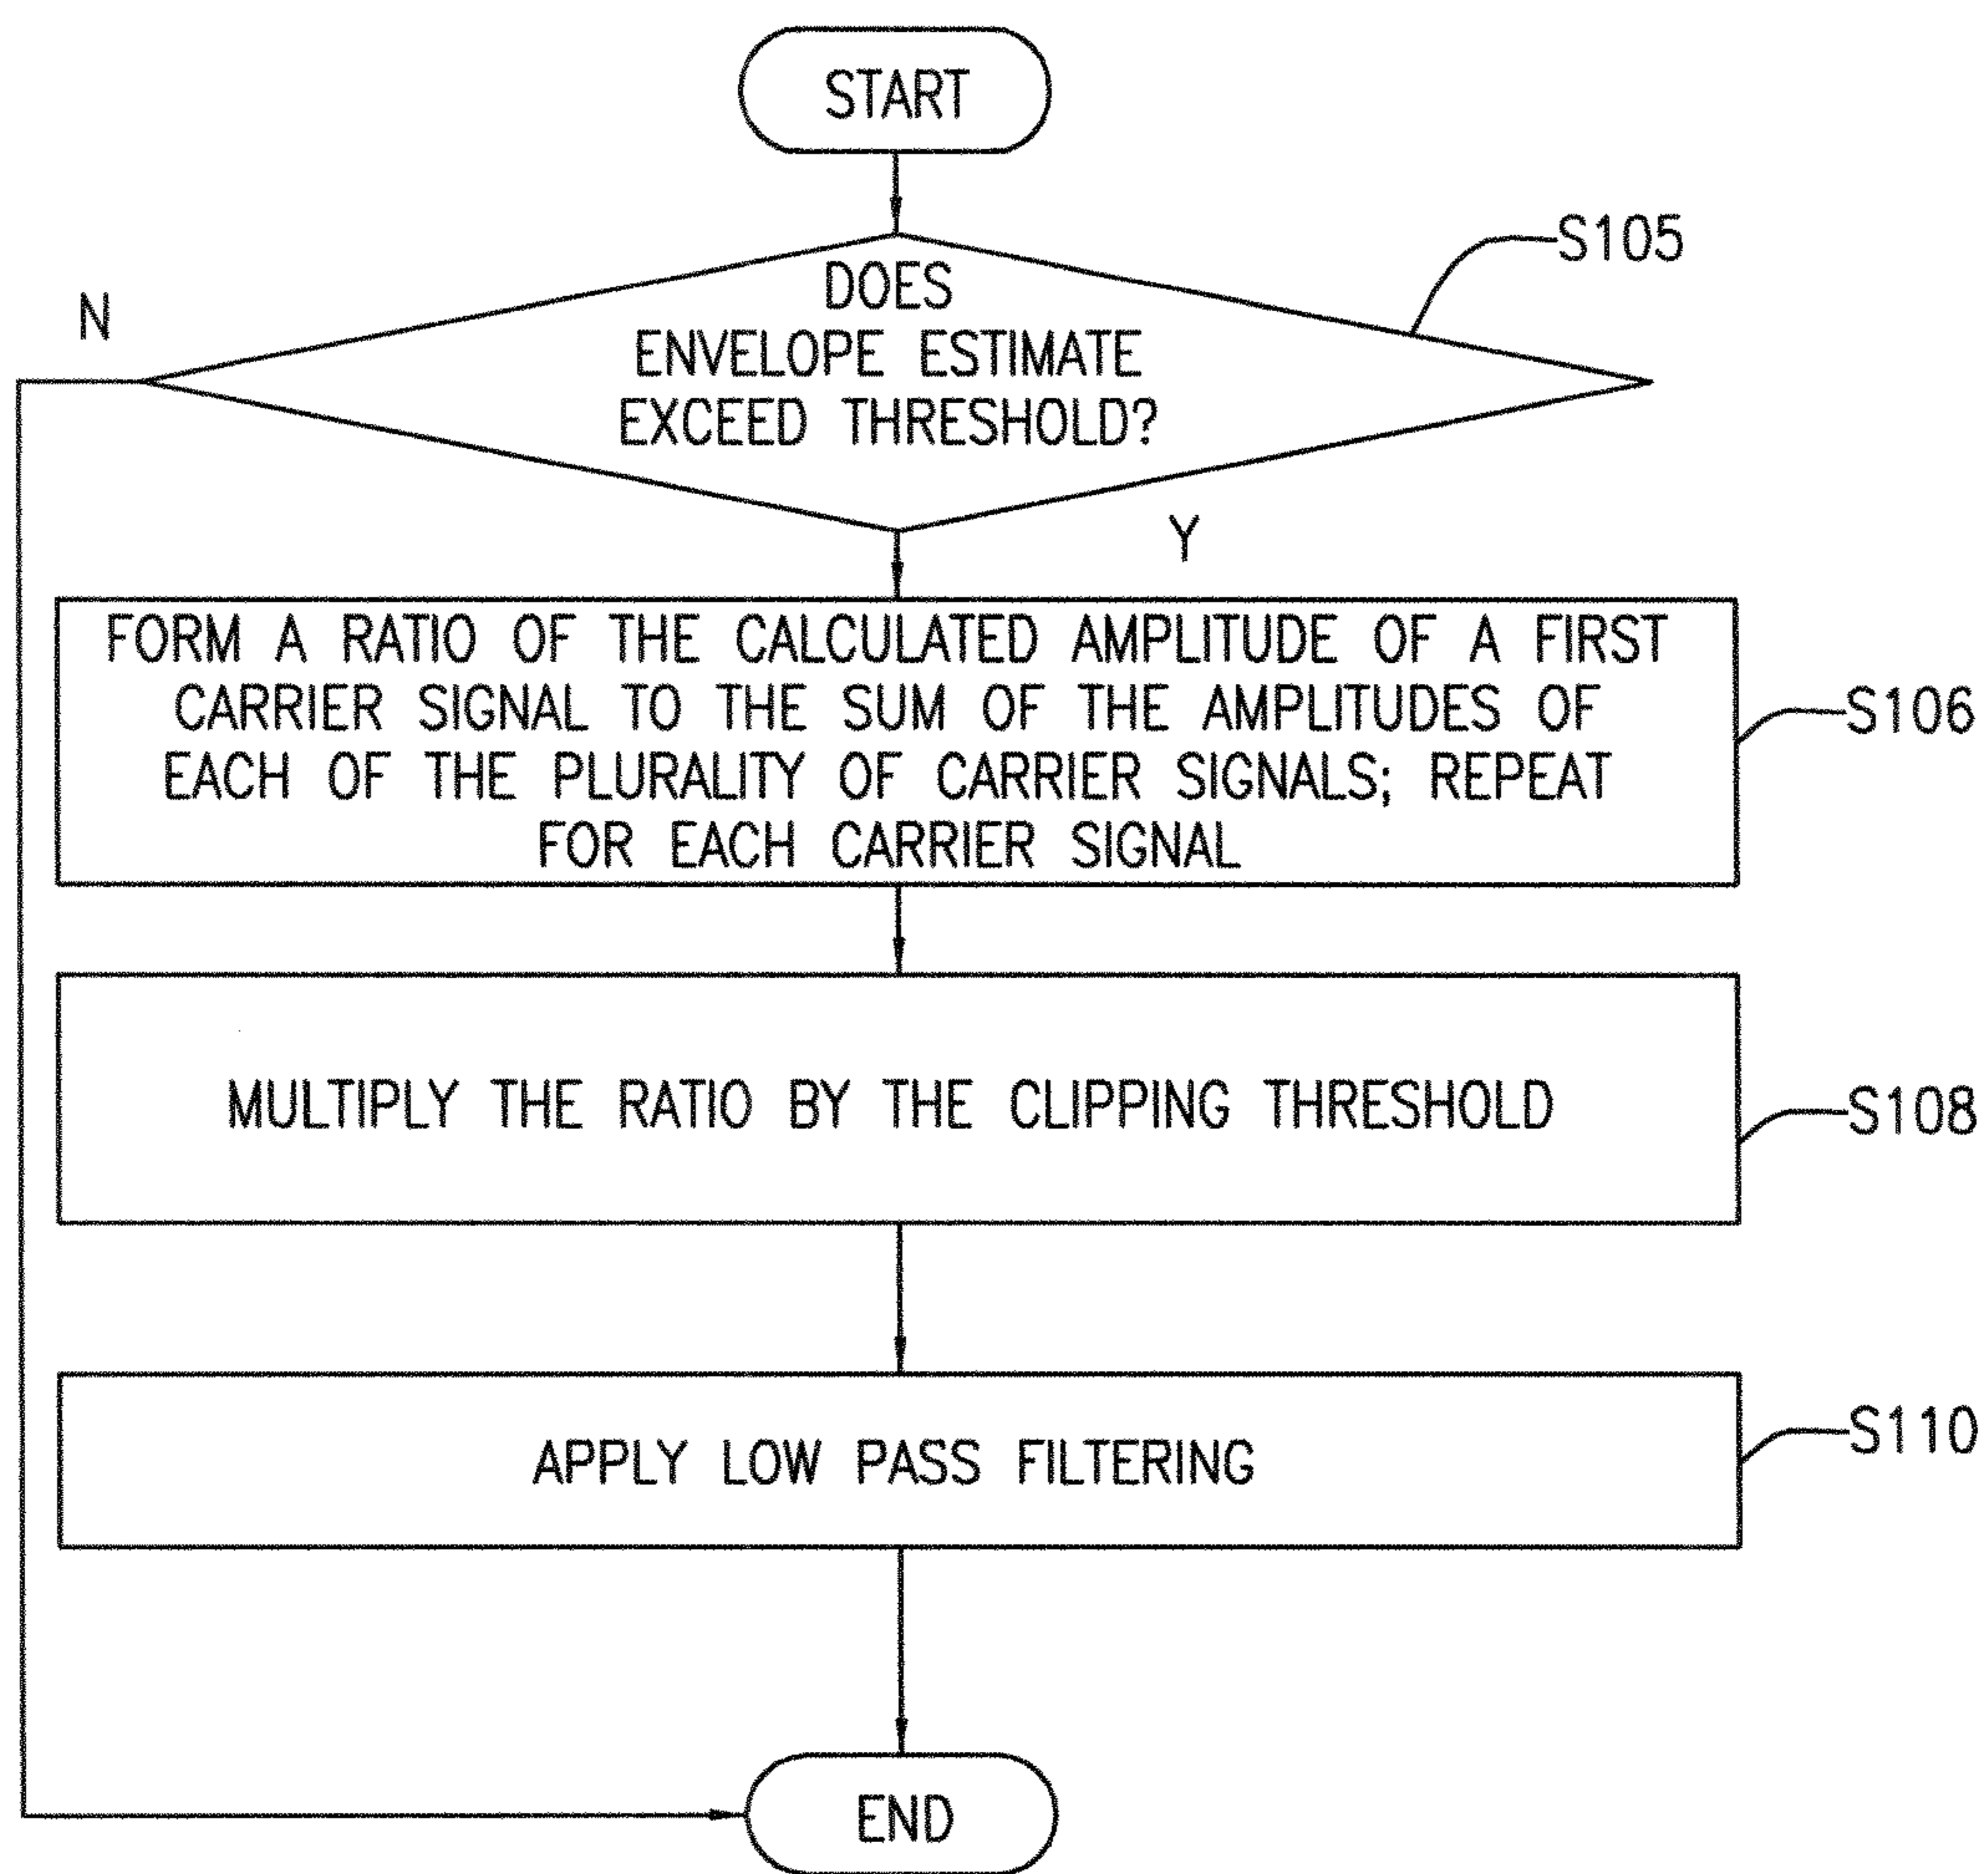 START
S105
DOES
N
ENVELOPE ESTIMATE
EXCEED THRESHOLD?
Y
FORM A RATIO OF THE CALCULATED AMPLITUDE OF A FIRST
CARRIER SIGNAL TO THE SUM OF THE AMPLITUDES OF
S106
EACH OF THE PLURALITY OF CARRIER SIGNALS; REPEAT
FOR EACH CARRIER SIGNAL
MULTIPLY THE RATIO BY THE CLIPPING THRESHOLD
S108
APPLY LOW PASS FILTERING
S110
END